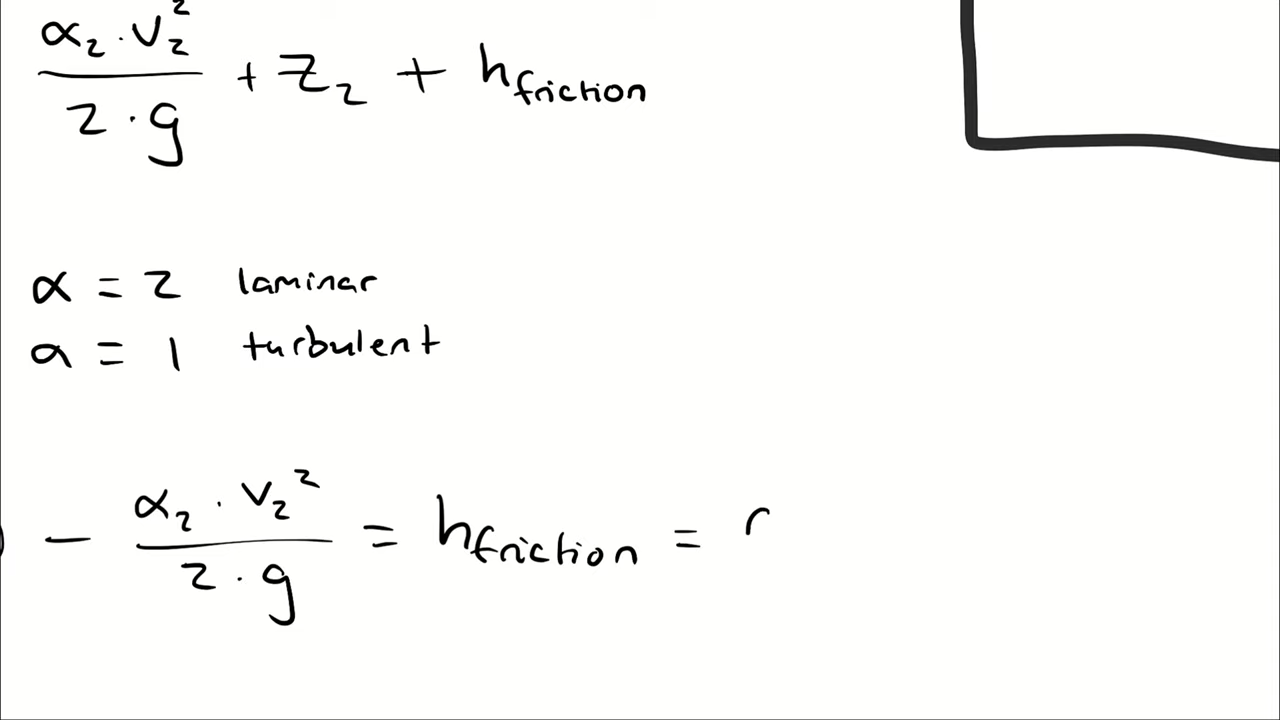 α₂ · v₂² / 2 · g + z₂ + h_friction
α = 2 laminar
a = 1 turbulent
) − α₂ · v₂² / 2 · g = h_friction =